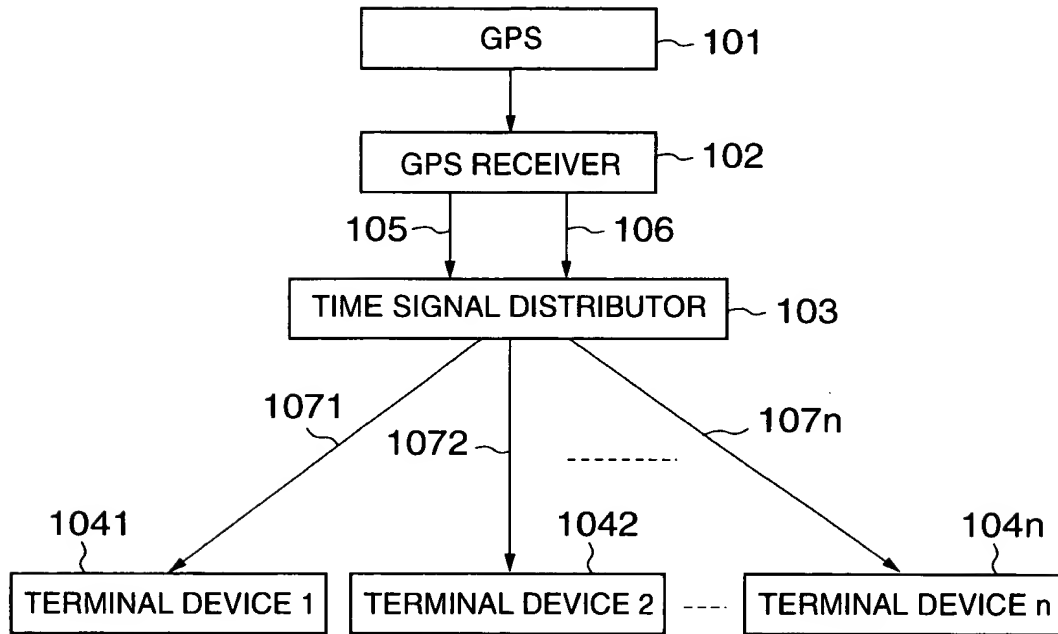 GPS
101
GPS RECEIVER
102
105
106
TIME SIGNAL DISTRIBUTOR
103
1071
1072
107n
1041
1042
104n
TERMINAL DEVICE 1
TERMINAL DEVICE 2
TERMINAL DEVICE n